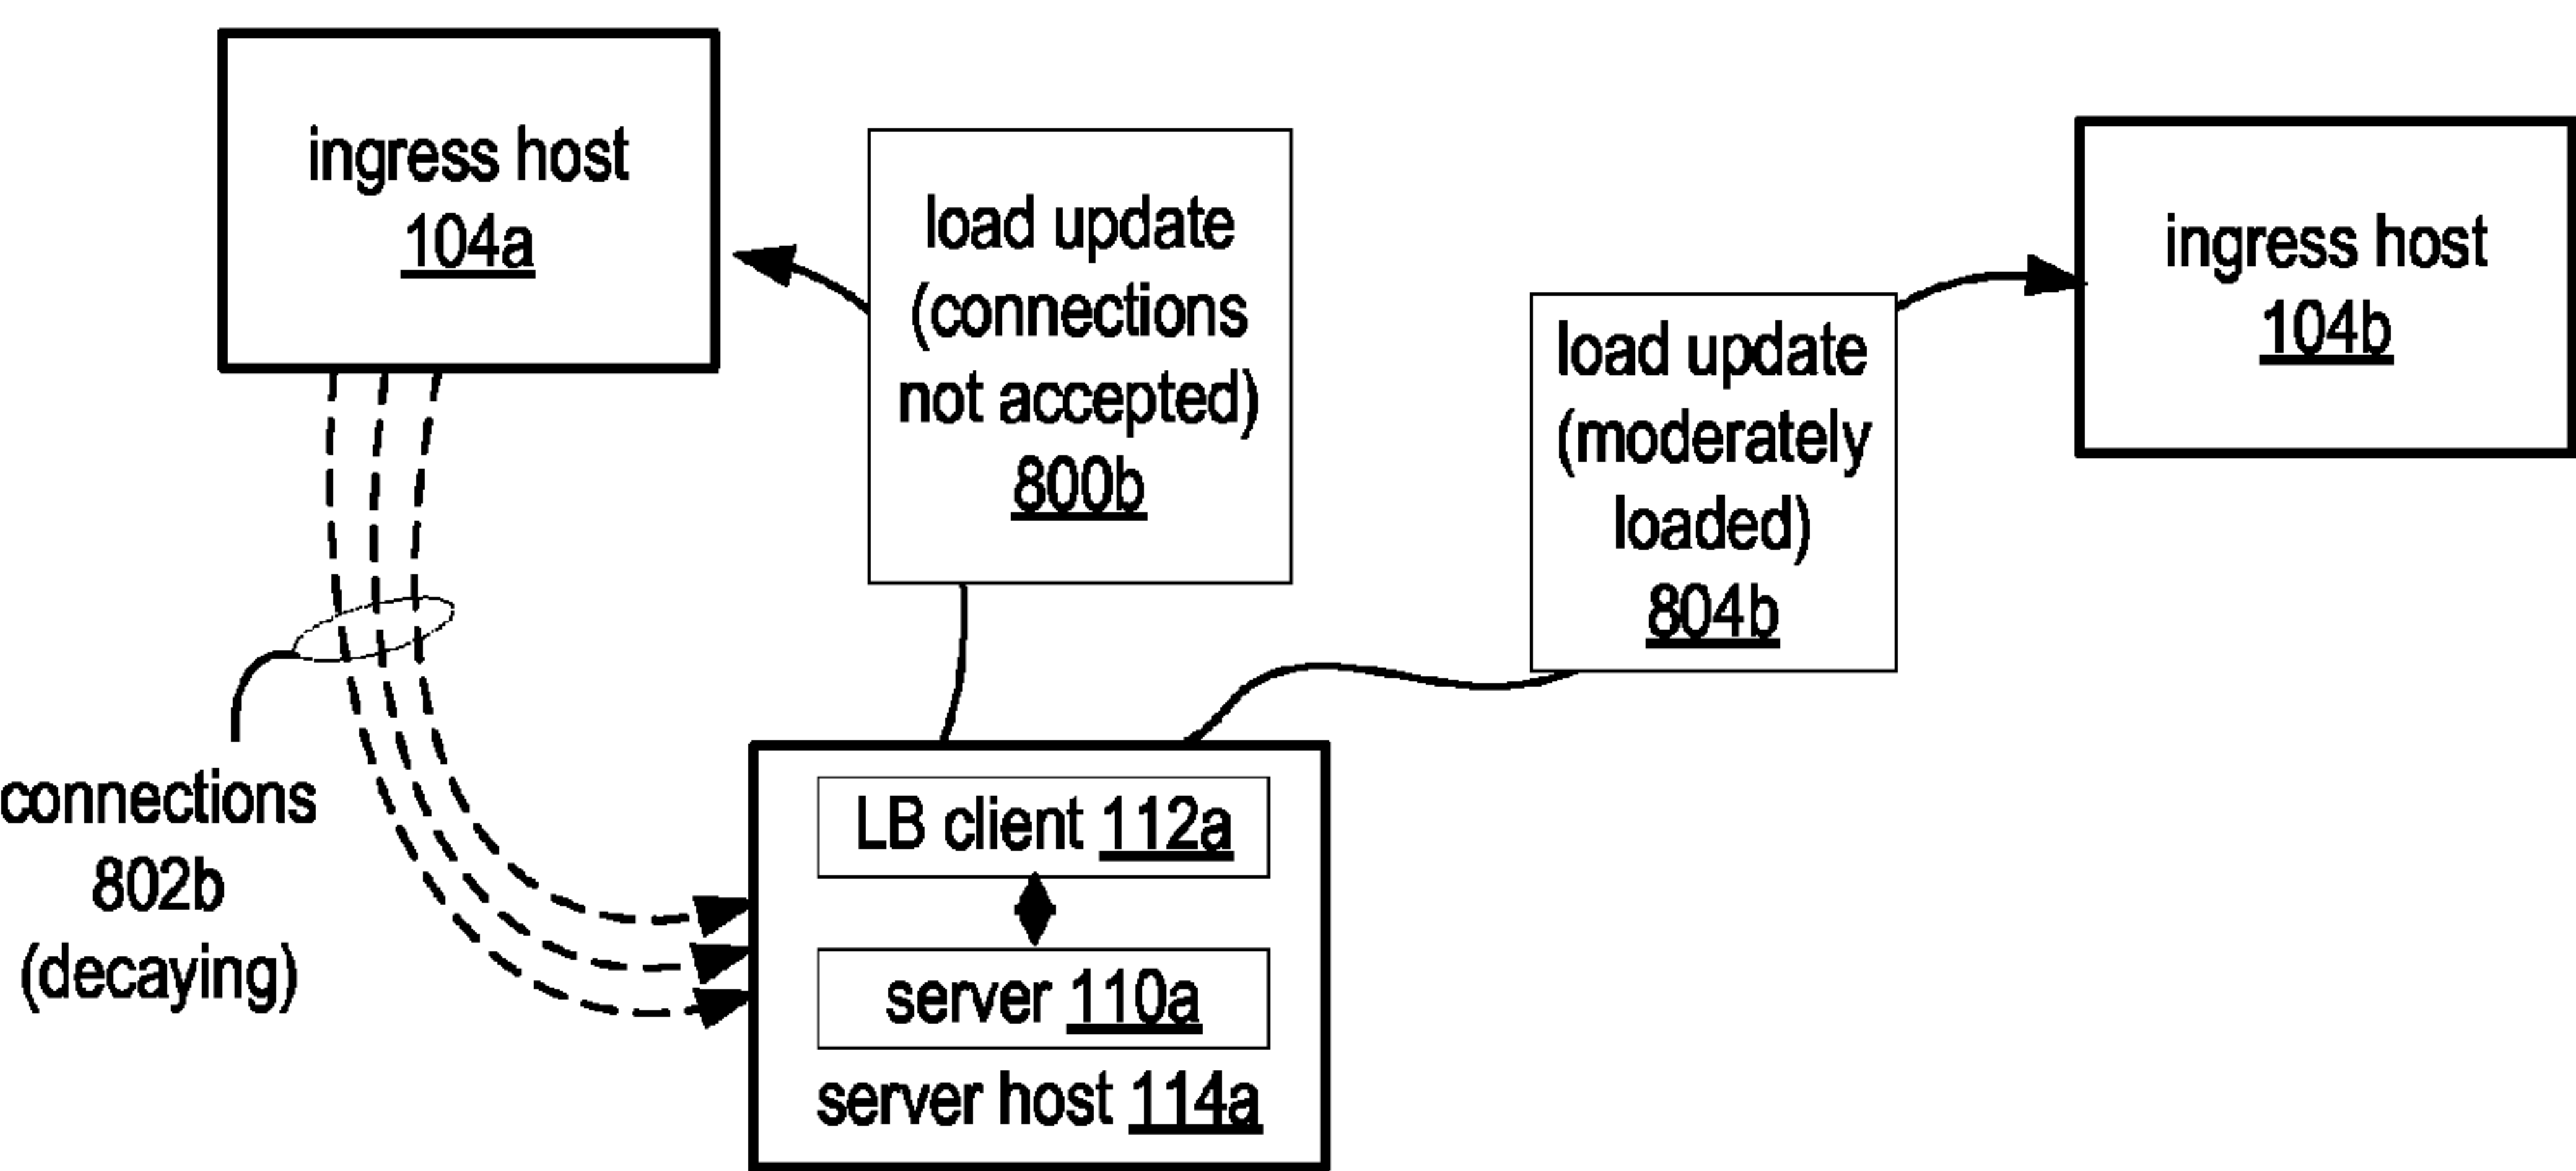 ingress host
104a
load update
(connections
not accepted)
800b
load update
(moderately
loaded)
804b
ingress host
104b
connections
802b
(decaying)
LB client 112a
server 110a
server host 114a